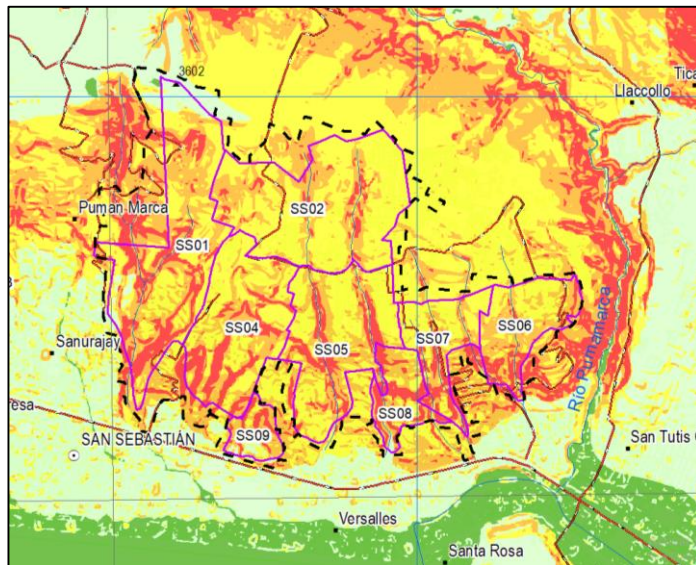 3602
Tica
Llaccollo
SS02
Puman Marca
SS01
Río Pumamarca
SS04
SS07
SS06
Sanurajay
SS05
esa
SS08
SS09
SAN SEBASTIÁN
San Tutis
Versalles
Santa Rosa